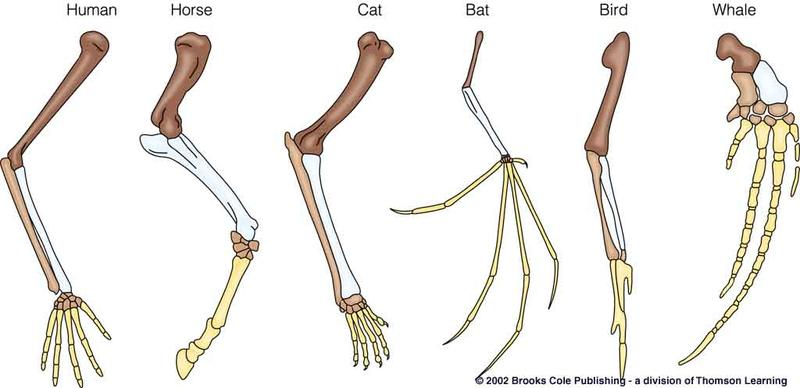 Human Horse Cat Bat Bird Whale
© 2002 Brooks Cole Publishing - a division of Thomson Learning